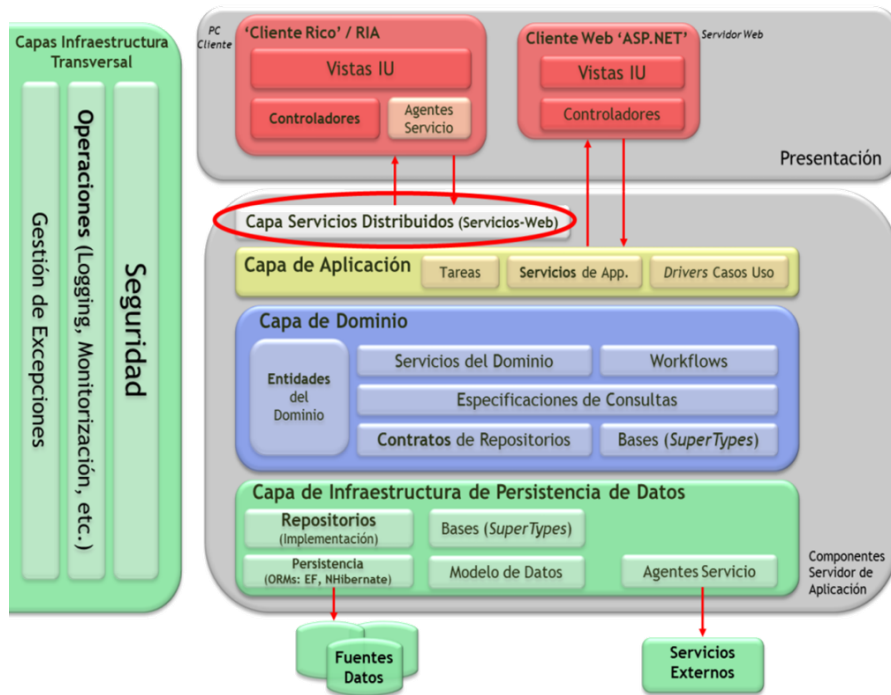 Capas Infraestructura
Transversal
Gestión de Excepciones
Operaciones (Logging, Monitorización, etc.)
Seguridad
PC
Cliente
'Cliente Rico' / RIA
Vistas IU
Controladores
Agentes
Servicio
Cliente Web 'ASP.NET'
Servidor Web
Vistas IU
Controladores
Presentación
Capa Servicios Distribuidos (Servicios-Web)
Capa de Aplicación
Tareas
Servicios de App.
Drivers Casos Uso
Capa de Dominio
Entidades
del
Dominio
Servicios del Dominio
Workflows
Especificaciones de Consultas
Contratos de Repositorios
Bases (SuperTypes)
Capa de Infraestructura de Persistencia de Datos
Repositorios
(Implementación)
Bases (SuperTypes)
Persistencia
(ORMs: EF, NHibernate)
Modelo de Datos
Agentes Servicio
Componentes
Servidor de
Aplicación
Fuentes
Datos
Servicios
Externos